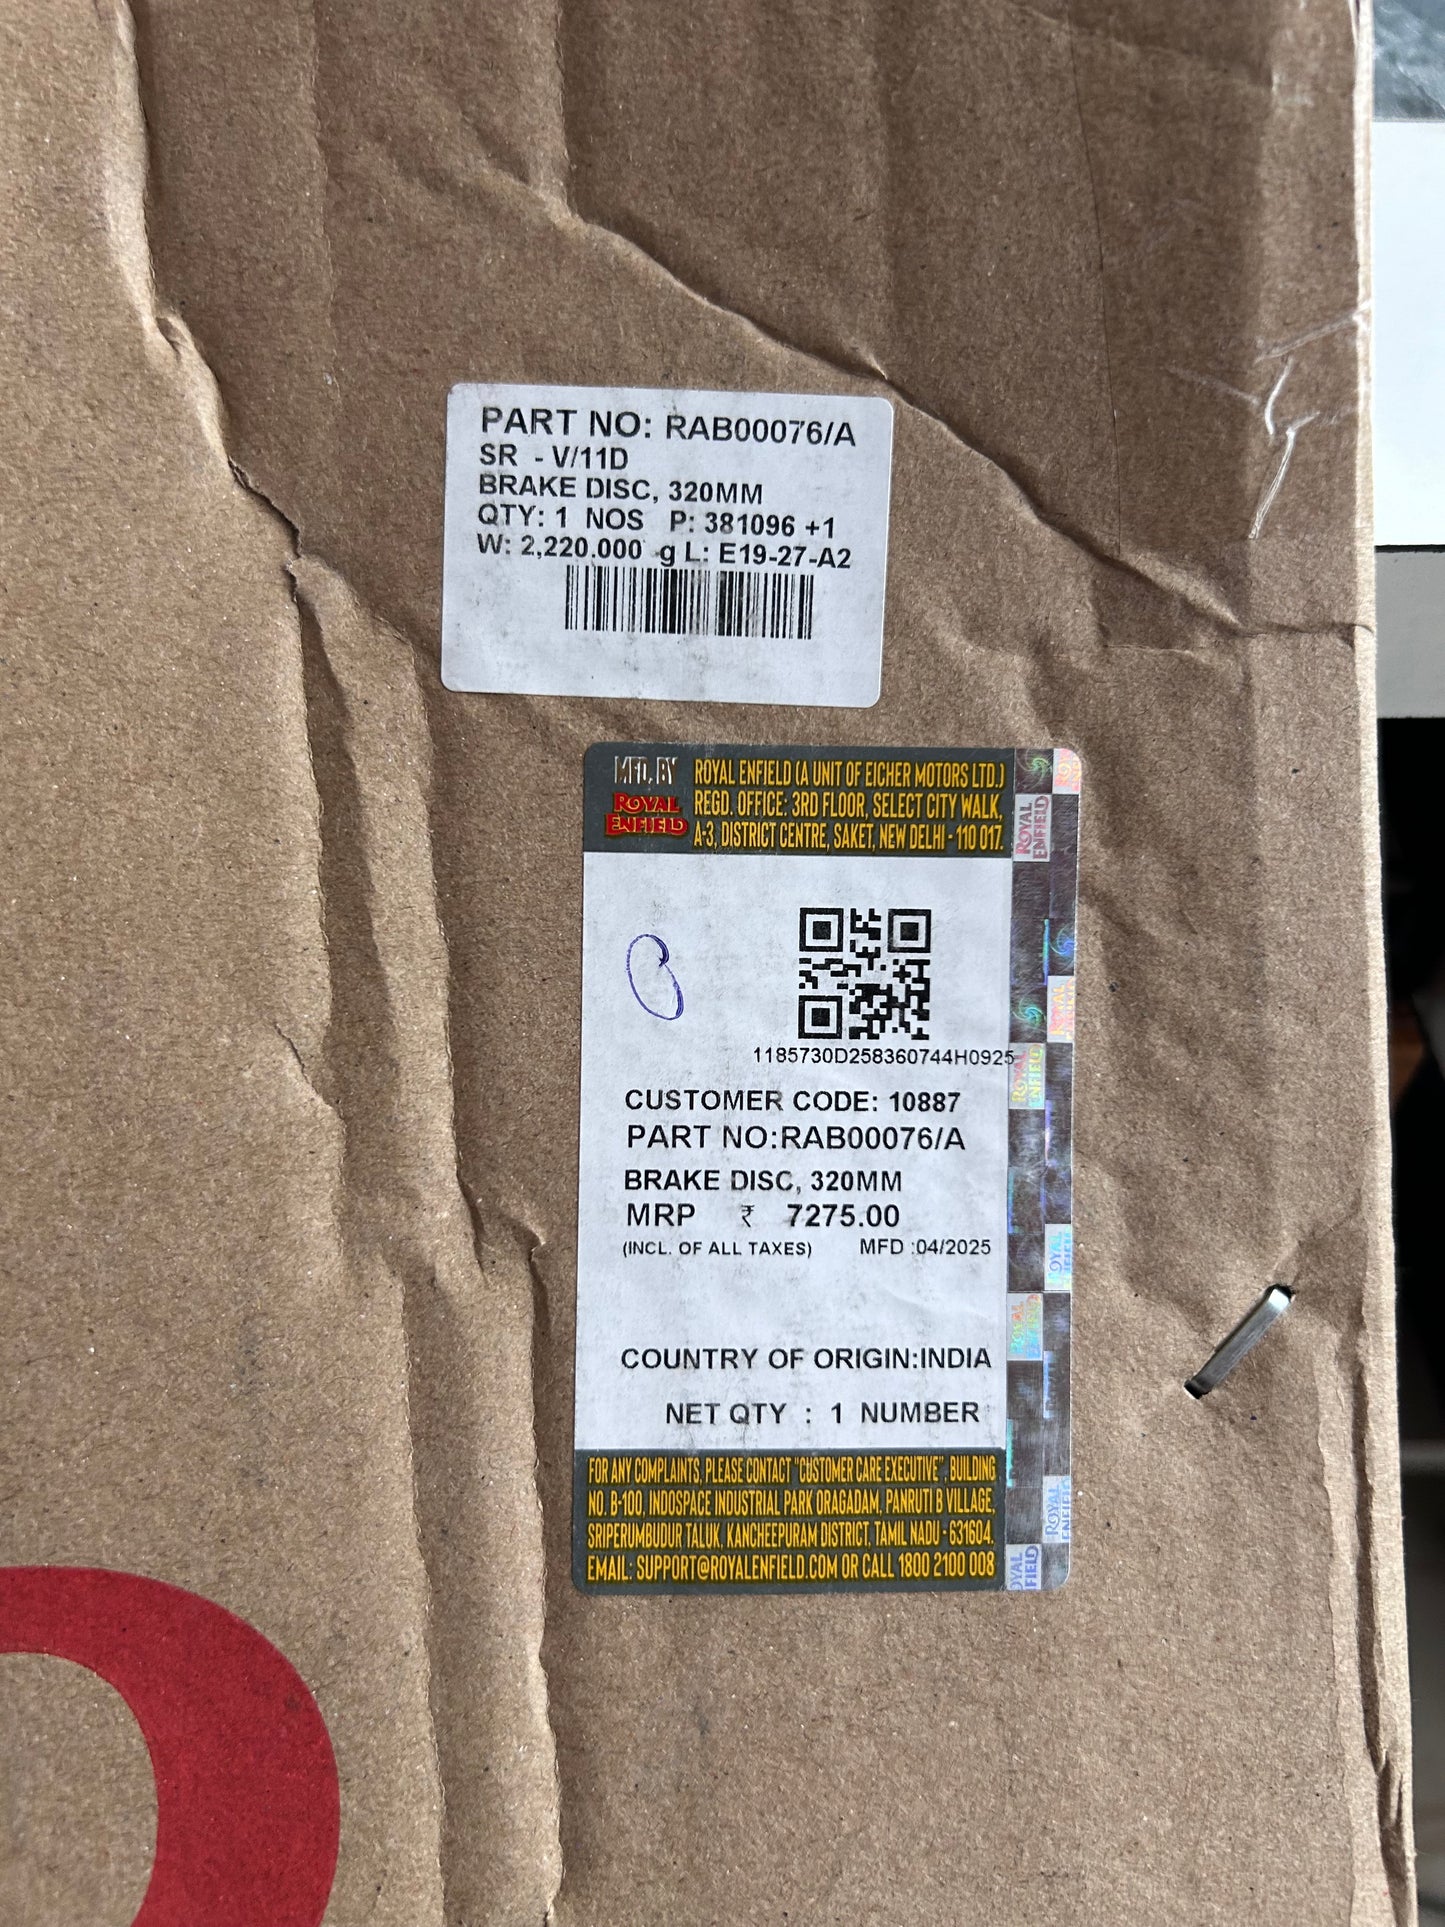 PART NO: RAB00076/A
SR - V/11D
BRAKE DISC, 320MM
QTY: 1 NOS P: 381096 +1
W: 2,220.000 g L: E19-27-A2
MFD. BY
ROYAL
ENFIELD
ROYAL ENFIELD (A UNIT OF EICHER MOTORS LTD.)
REGD. OFFICE: 3RD FLOOR, SELECT CITY WALK,
A-3, DISTRICT CENTRE, SAKET, NEW DELHI - 110 017.
1185730D258360744H0925
CUSTOMER CODE: 10887
PART NO:RAB00076/A
BRAKE DISC, 320MM
MRP ₹ 7275.00
(INCL. OF ALL TAXES) MFD :04/2025
COUNTRY OF ORIGIN:INDIA
NET QTY : 1 NUMBER
FOR ANY COMPLAINTS, PLEASE CONTACT "CUSTOMER CARE EXECUTIVE", BUILDING
NO. B-100, INDOSPACE INDUSTRIAL PARK ORAGADAM, PANRUTI B VILLAGE,
SRIPERUMBUDUR TALUK, KANCHEEPURAM DISTRICT, TAMIL NADU - 631604.
EMAIL: SUPPORT@ROYALENFIELD.COM OR CALL 1800 2100 008
ROYAL
ENFIELD
ROYAL
ENFIELD